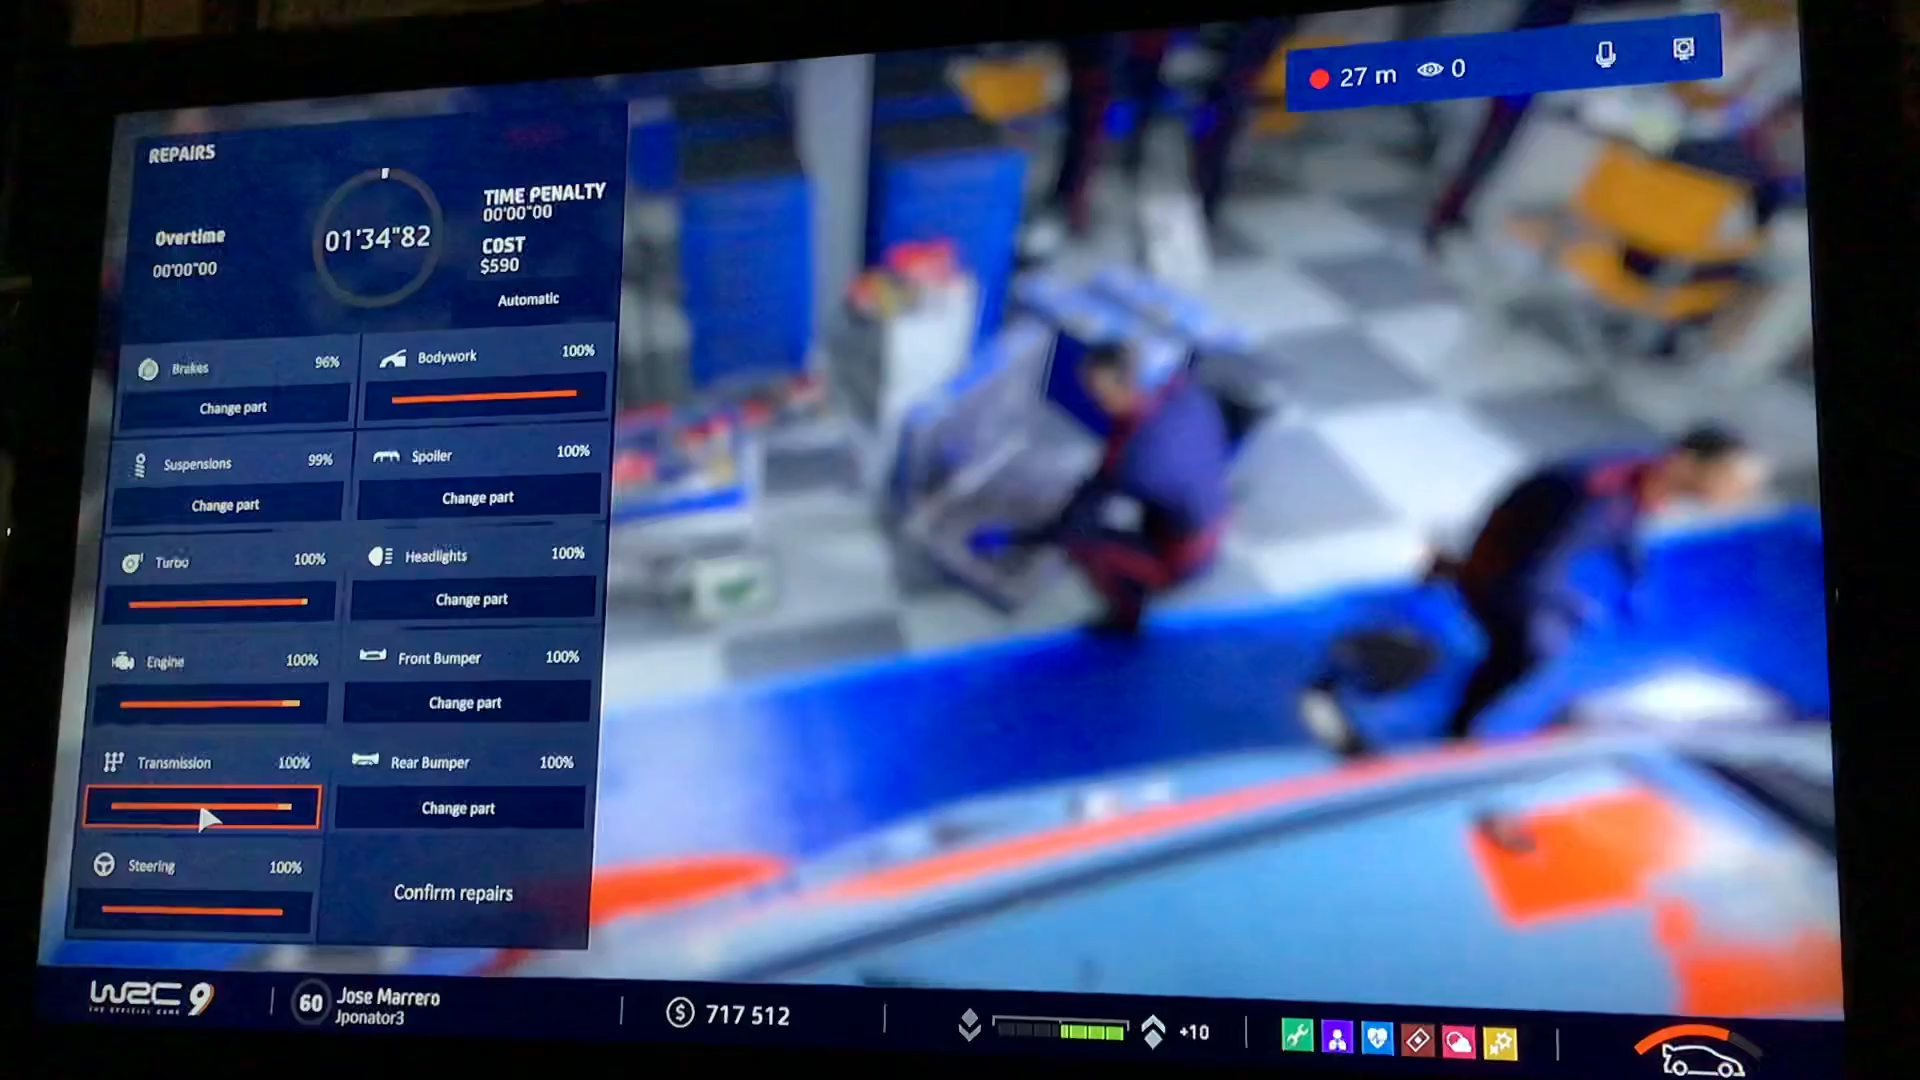 27 m 0
REPAIRS
Overtime
00'00"00
01'34"82
TIME PENALTY
00'00"00
COST
$590
Automatic
Brakes 96%
Change part
Bodywork 100%
Suspensions 99%
Change part
Spoiler 100%
Change part
Turbo 100%
Headlights 100%
Change part
Engine 100%
Front Bumper 100%
Change part
Transmission 100%
Rear Bumper 100%
Change part
Steering 100%
Confirm repairs
WRC 9
THE OFFICIAL GAME
60
Jose Marrero
Jponator3
$ 717 512
+10